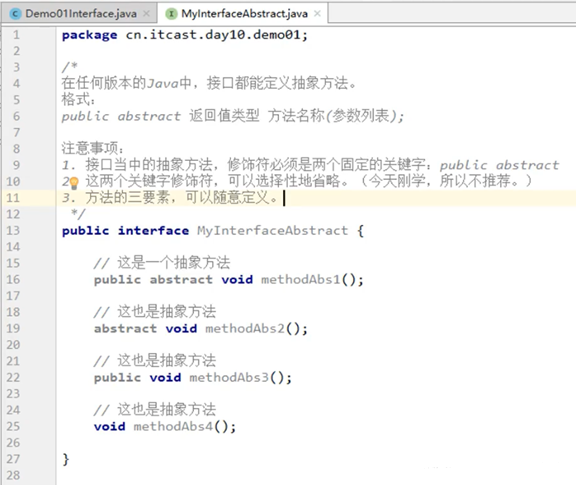 Demo01Interface.java × MyInterfaceAbstract.java ×
1 package cn.itcast.day10.demo01;
2
3 /*
4 在任何版本的Java中，接口都能定义抽象方法。
5 格式：
6 public abstract 返回值类型 方法名称(参数列表);
7
8 注意事项：
9 1. 接口当中的抽象方法，修饰符必须是两个固定的关键字：public abstract
10 2. 这两个关键字修饰符，可以选择性地省略。（今天刚学，所以不推荐。）
11 3. 方法的三要素，可以随意定义。
12 */
13 public interface MyInterfaceAbstract {
14
15 // 这是一个抽象方法
16 public abstract void methodAbs1();
17
18 // 这也是抽象方法
19 abstract void methodAbs2();
20
21 // 这也是抽象方法
22 public void methodAbs3();
23
24 // 这也是抽象方法
25 void methodAbs4();
26
27 }
28